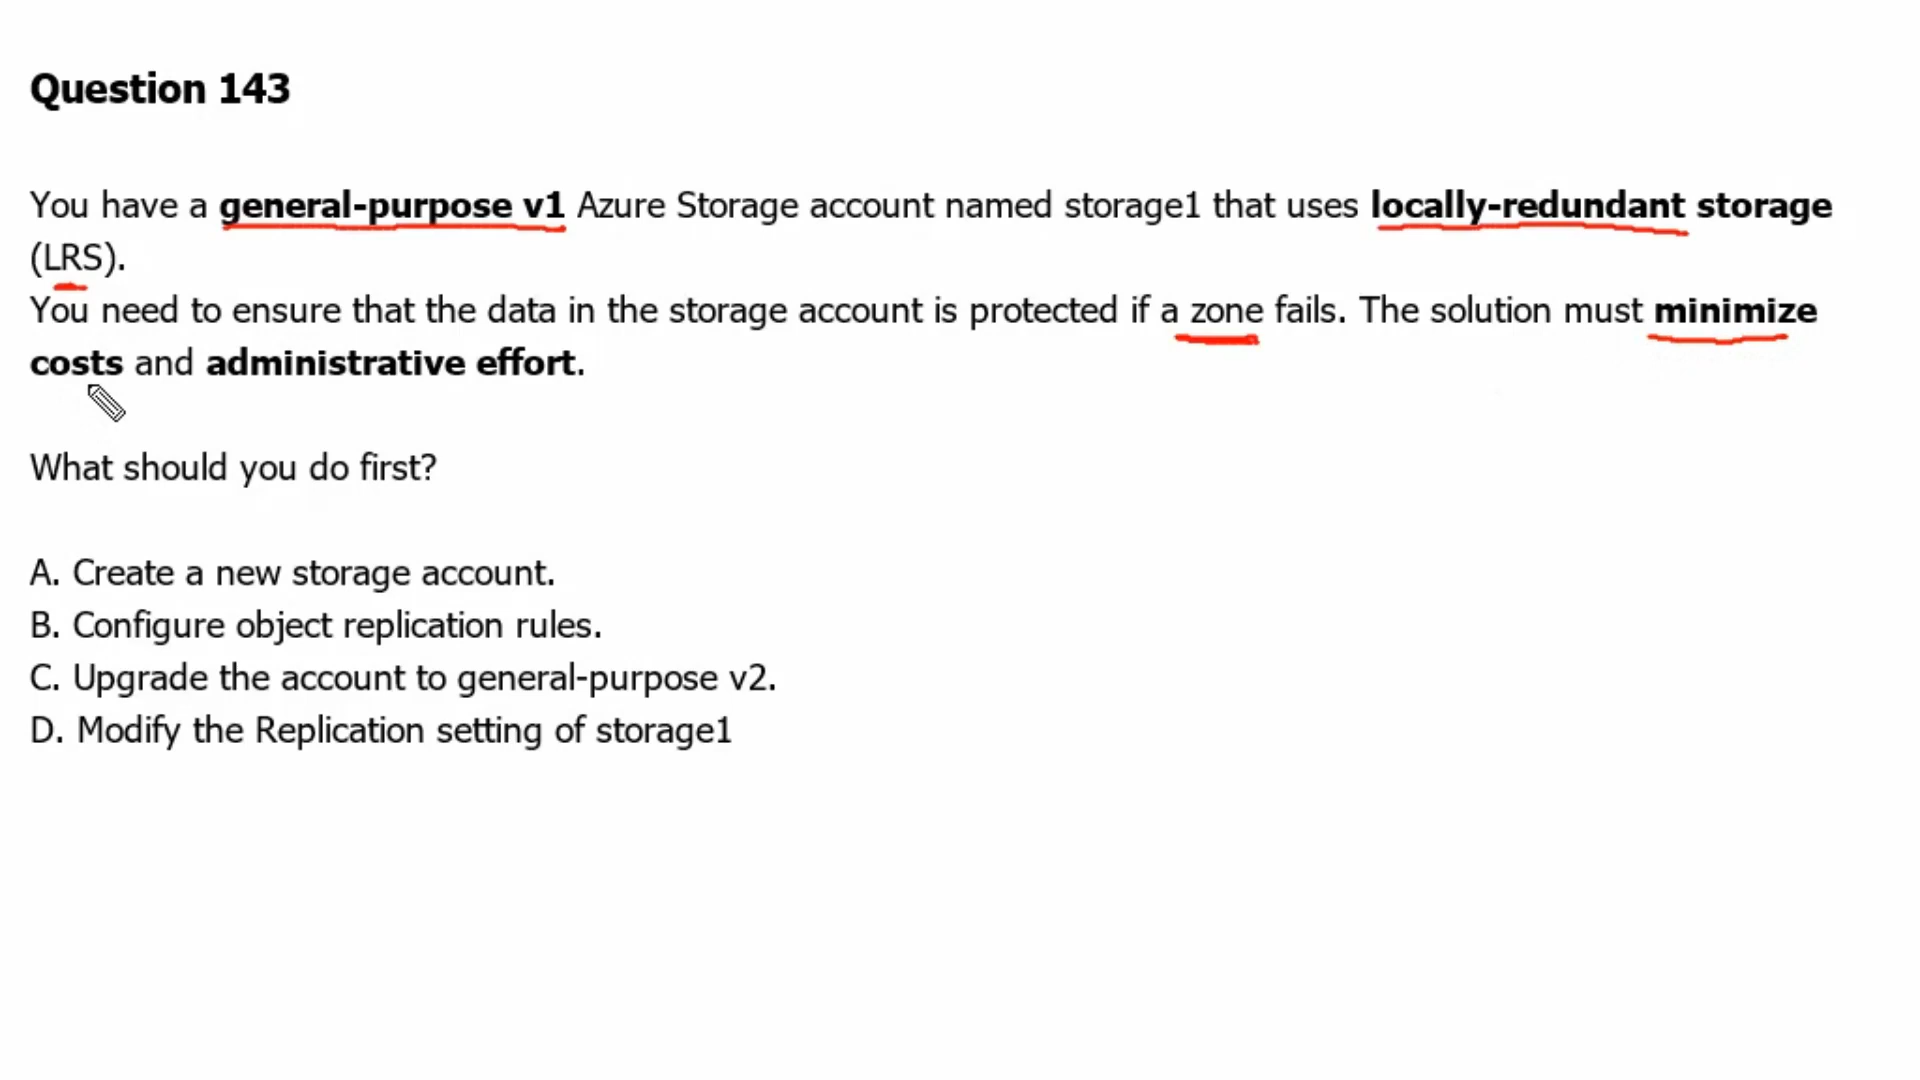 Question 143
You have a general-purpose v1 Azure Storage account named storage1 that uses locally-redundant storage
(LRS).
You need to ensure that the data in the storage account is protected if a zone fails. The solution must minimize
costs and administrative effort.
What should you do first?
A. Create a new storage account.
B. Configure object replication rules.
C. Upgrade the account to general-purpose v2.
D. Modify the Replication setting of storage1